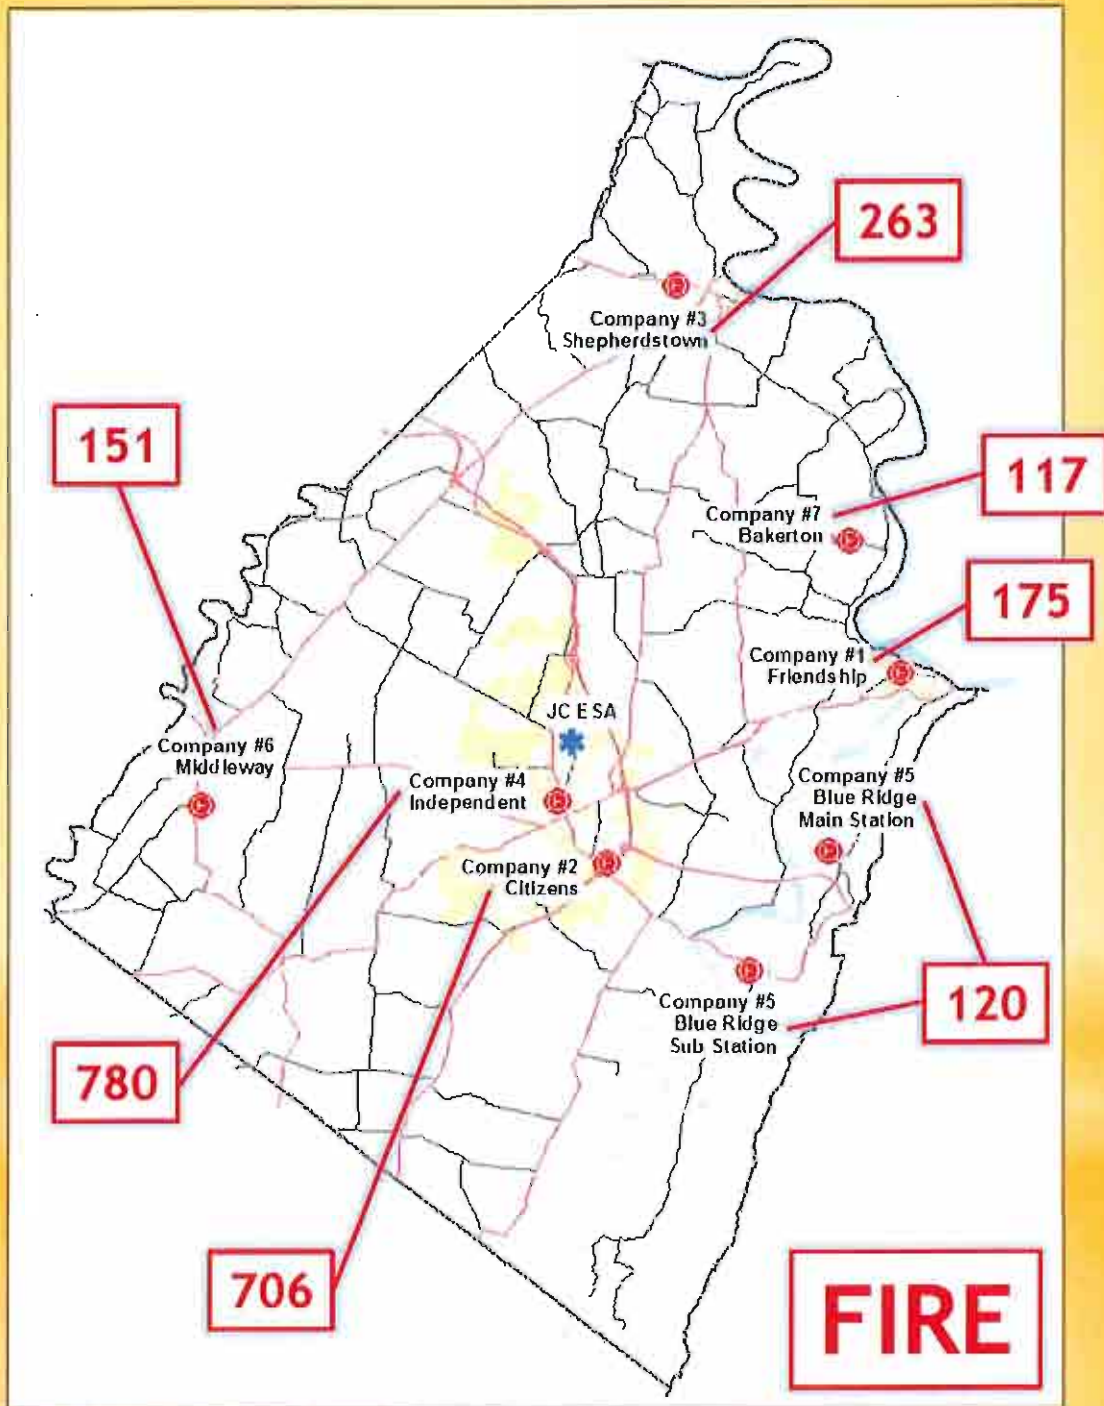 263
Company #3
Shepherdstown
151
117
Company #7
Bakerton
175
Company #1
Friendship
JCESA
Company #6
Middleway
Company #4
Independent
Company #5
Blue Ridge
Main Station
Company #2
Citizens
120
Company #5
Blue Ridge
Sub Station
780
706
FIRE